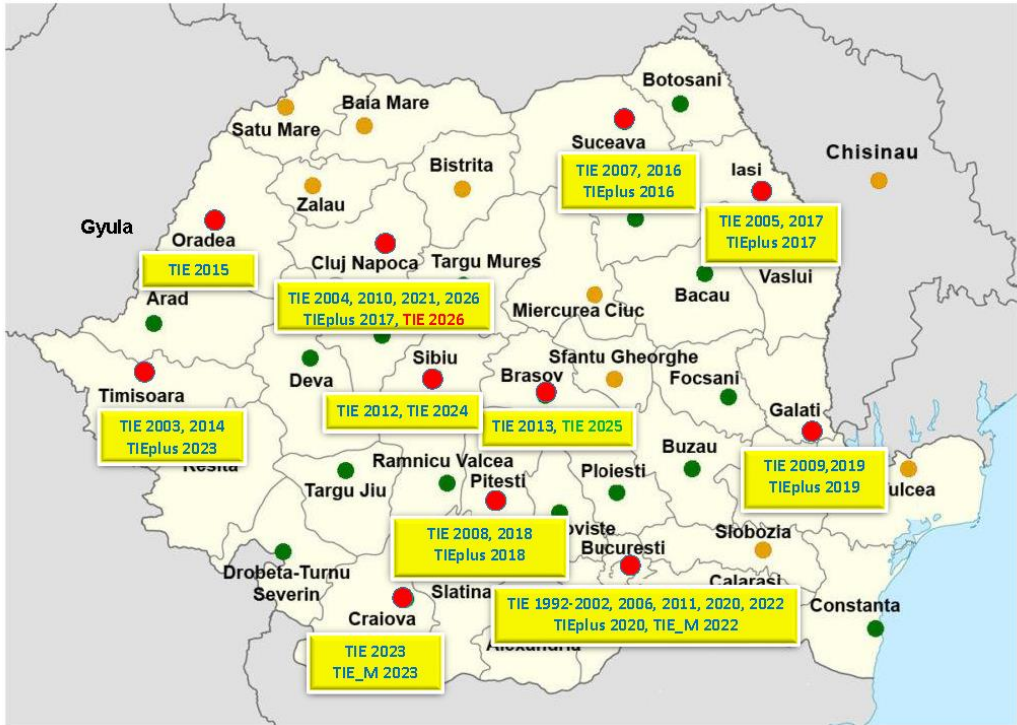 Botosani
Baia Mare
Satu Mare
Suceava
Chisinau
Bistrita
TIE 2007, 2016
TIEplus 2016
Iasi
Zalau
Gyula
Oradea
TIE 2005, 2017
TIEplus 2017
Cluj Napoca
Targu Mures
TIE 2015
Vaslui
Bacau
Arad
TIE 2004, 2010, 2021, 2026
TIEplus 2017, TIE 2026
Miercurea Ciuc
Sibiu
Sfantu Gheorghe
Deva
Brasov
Focsani
Timisoara
TIE 2012, TIE 2024
Galati
TIE 2003, 2014
TIEplus 2023
TIE 2013, TIE 2025
Resita
Ramnicu Valcea
Buzau
TIE 2009,2019
TIEplus 2019
Targu Jiu
Pitesti
Ploiesti
ulcea
TIE 2008, 2018
TIEplus 2018
oviste
Slobozia
Bucuresti
Drobeta-Turnu
Severin
Slatina
Calarasi
TIE 1992-2002, 2006, 2011, 2020, 2022
TIEplus 2020, TIE_M 2022
Constanta
Craiova
Alexandria
TIE 2023
TIE_M 2023